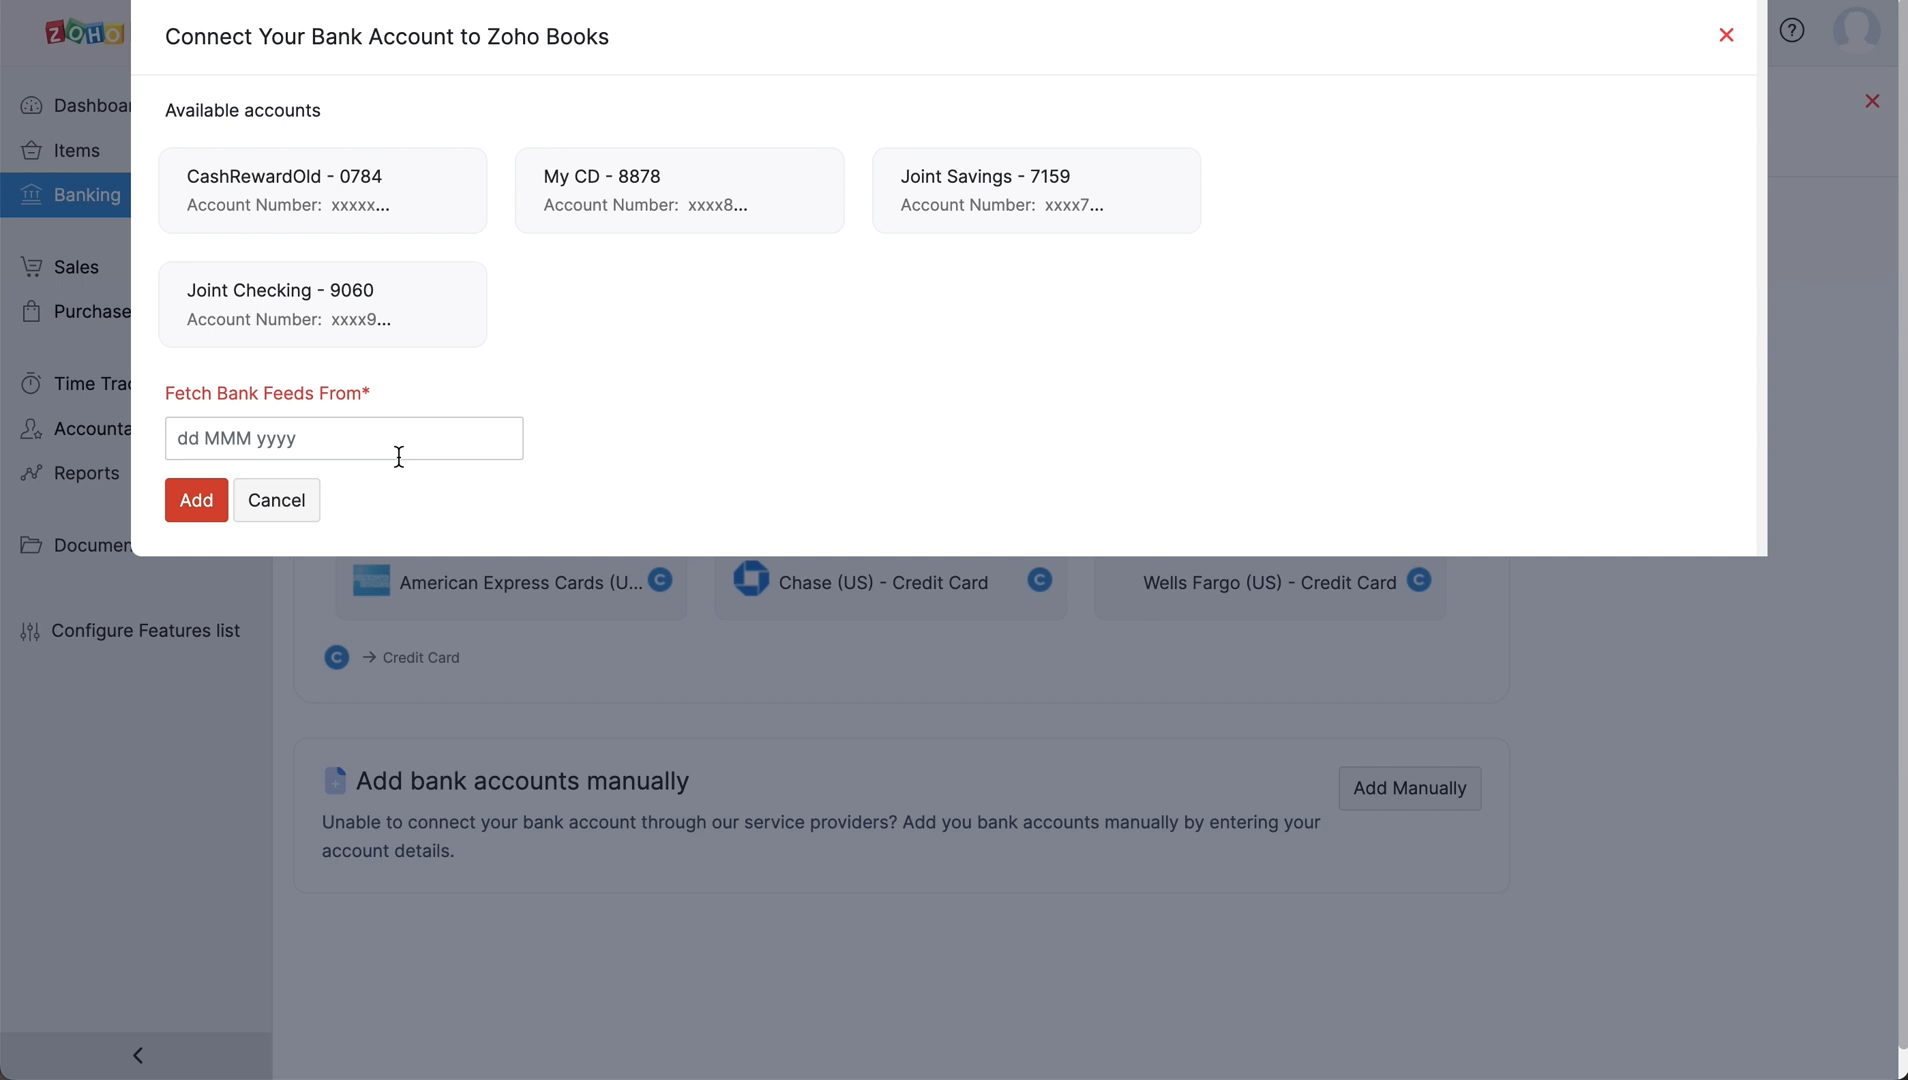 ZOHO
Connect Your Bank Account to Zoho Books
Available accounts
CashRewardOld - 0784
Account Number: xxxxx...
My CD - 8878
Account Number: xxxx8...
Joint Savings - 7159
Account Number: xxxx7...
Joint Checking - 9060
Account Number: xxxx9...
Fetch Bank Feeds From*
dd MMM yyyy
Add
Cancel
Dashboar
Items
Banking
Sales
Purchase
Time Trac
Accounta
Reports
Documen
Configure Features list
American Express Cards (U... C
Chase (US) - Credit Card C
Wells Fargo (US) - Credit Card C
C → Credit Card
Add bank accounts manually
Add Manually
Unable to connect your bank account through our service providers? Add you bank accounts manually by entering your
account details.